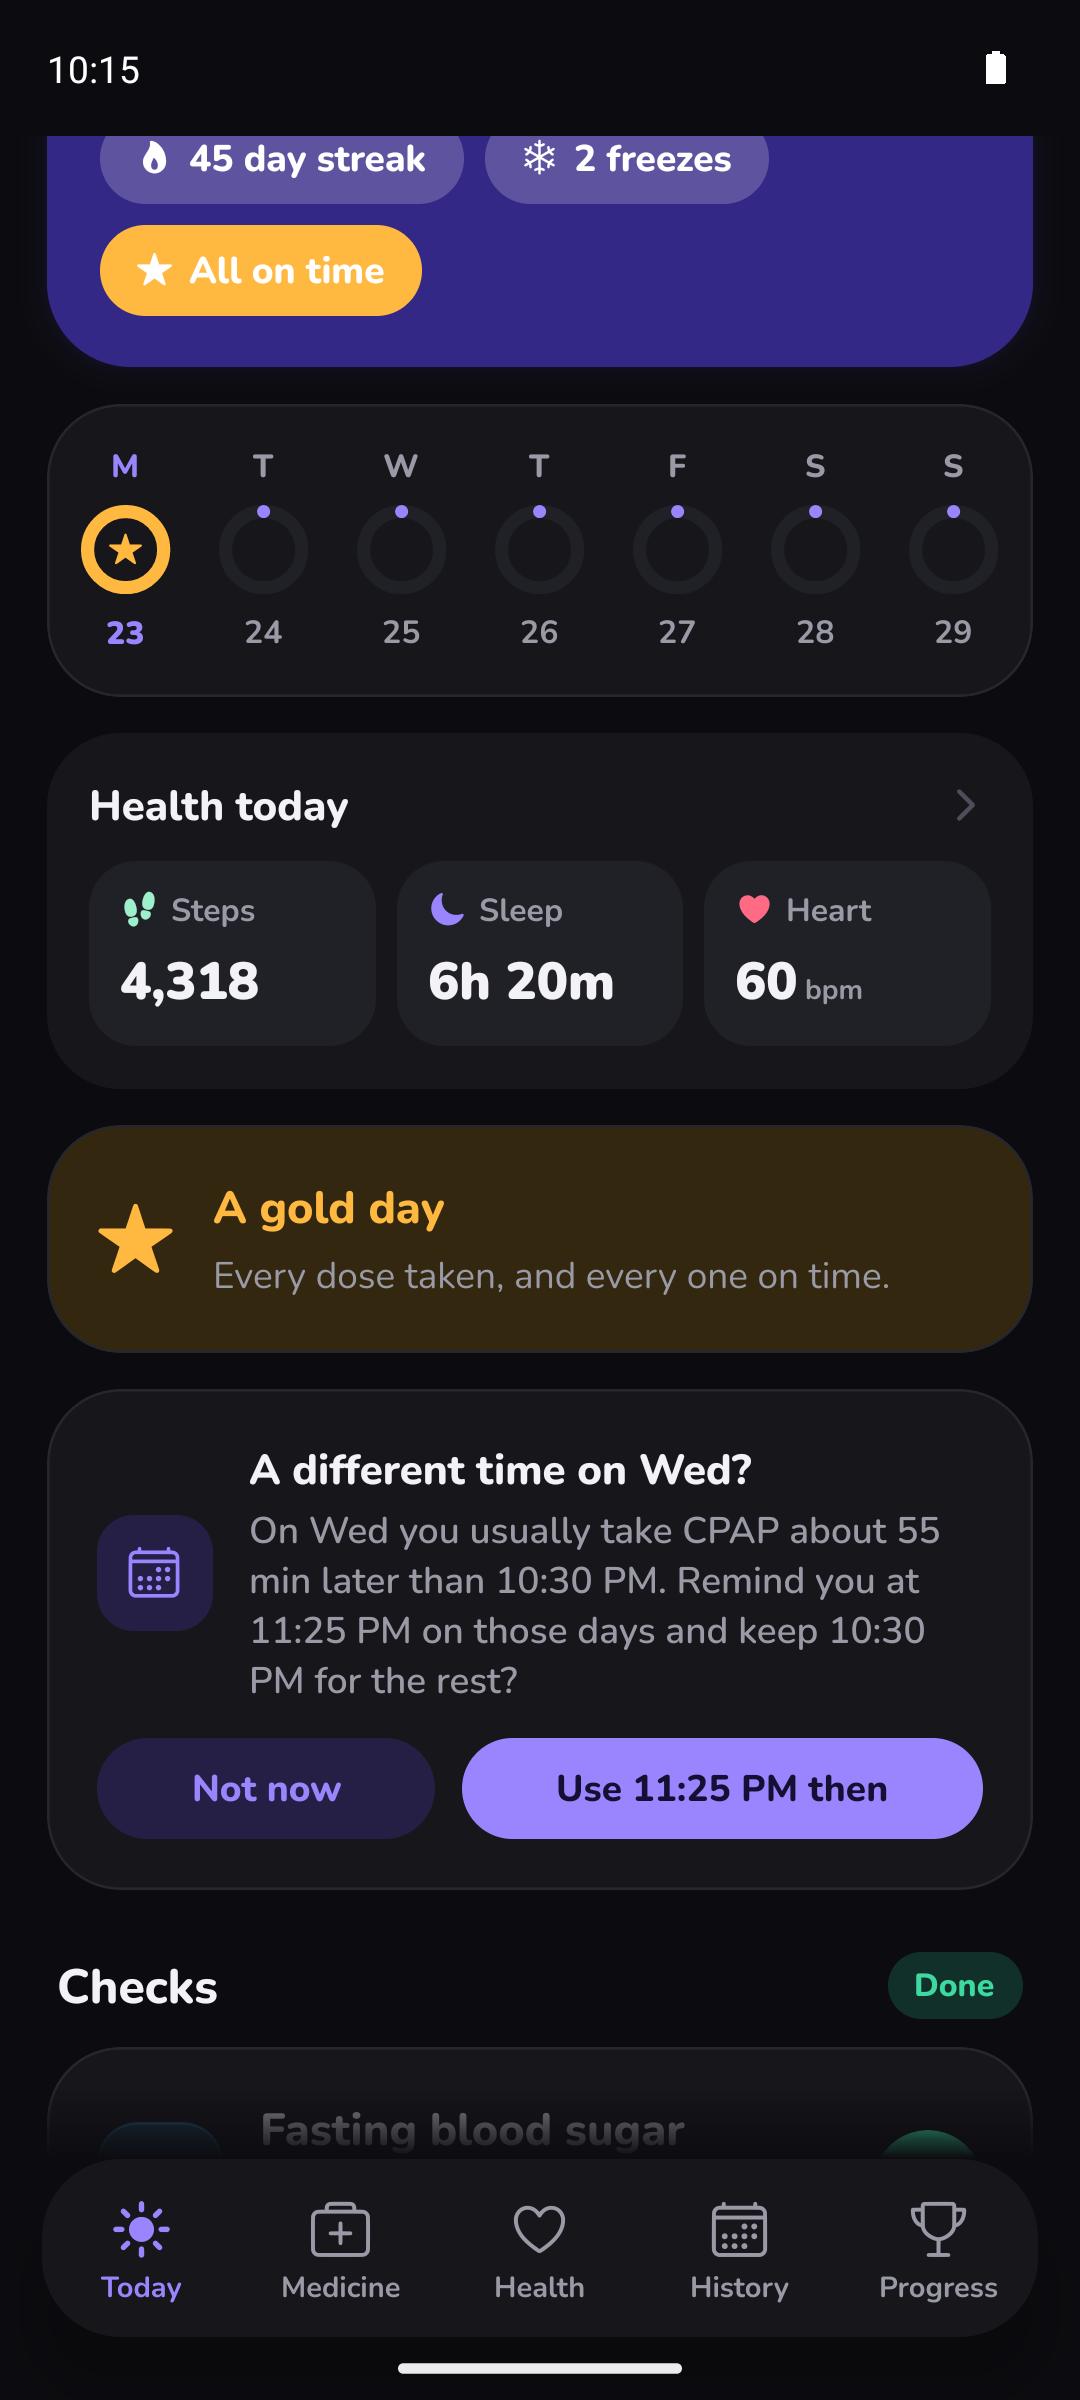 10:15
45 day streak
2 freezes
All on time
M T W T F S S
23 24 25 26 27 28 29
Health today
Steps
4,318
Sleep
6h 20m
Heart
60 bpm
A gold day
Every dose taken, and every one on time.
A different time on Wed?
On Wed you usually take CPAP about 55
min later than 10:30 PM. Remind you at
11:25 PM on those days and keep 10:30
PM for the rest?
Not now
Use 11:25 PM then
Checks
Done
Fasting blood sugar
Today
Medicine
Health
History
Progress